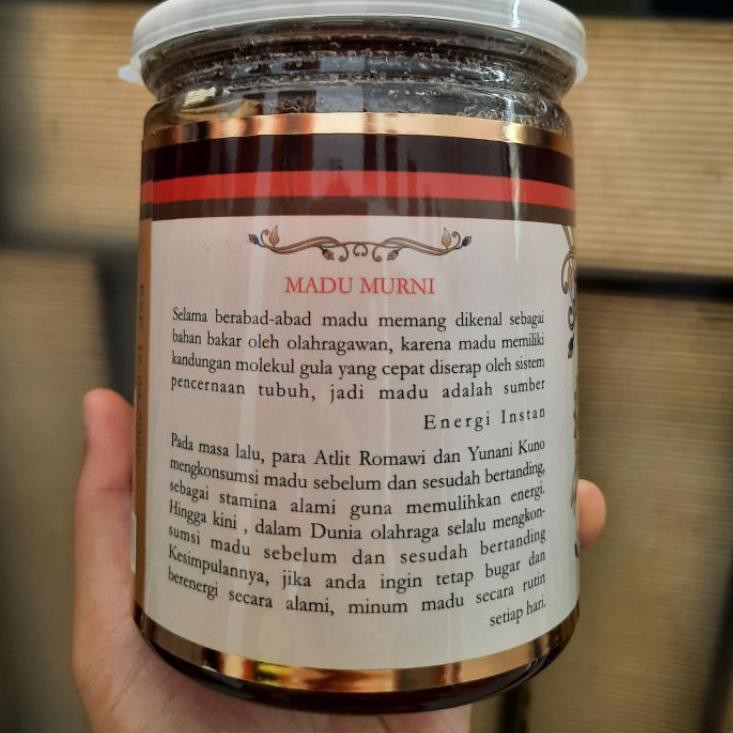 MADU MURNI
Selama berabad-abad madu memang dikenal sebagai
bahan bakar oleh olahragawan, karena madu memiliki
kandungan molekul gula yang cepat diserap oleh sistem
pencernaan tubuh, jadi madu adalah sumber
Energi Instan
Pada masa lalu, para Atlit Romawi dan Yunani Kuno
mengkonsumsi madu sebelum dan sesudah bertanding,
sebagai stamina alami guna memulihkan energi.
Hingga kini , dalam Dunia olahraga selalu mengkon-
sumsi madu sebelum dan sesudah bertanding
Kesimpulannya, jika anda ingin tetap bugar dan
berenergi secara alami, minum madu secara rutin
setiap hari.